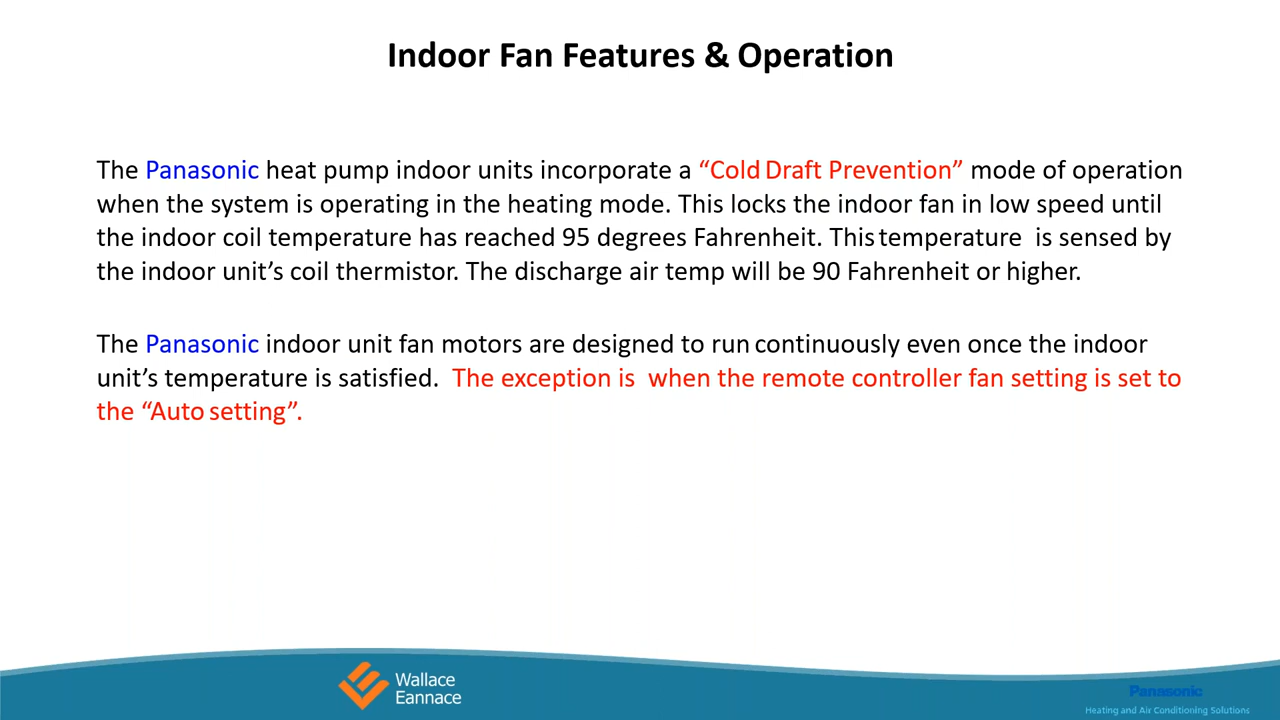 Indoor Fan Features & Operation
The Panasonic heat pump indoor units incorporate a “Cold Draft Prevention” mode of operation
when the system is operating in the heating mode. This locks the indoor fan in low speed until
the indoor coil temperature has reached 95 degrees Fahrenheit. This temperature is sensed by
the indoor unit’s coil thermistor. The discharge air temp will be 90 Fahrenheit or higher.
The Panasonic indoor unit fan motors are designed to run continuously even once the indoor
unit’s temperature is satisfied. The exception is when the remote controller fan setting is set to
the “Auto setting”.
Wallace
Eannace
Panasonic
Heating and Air Conditioning Solutions